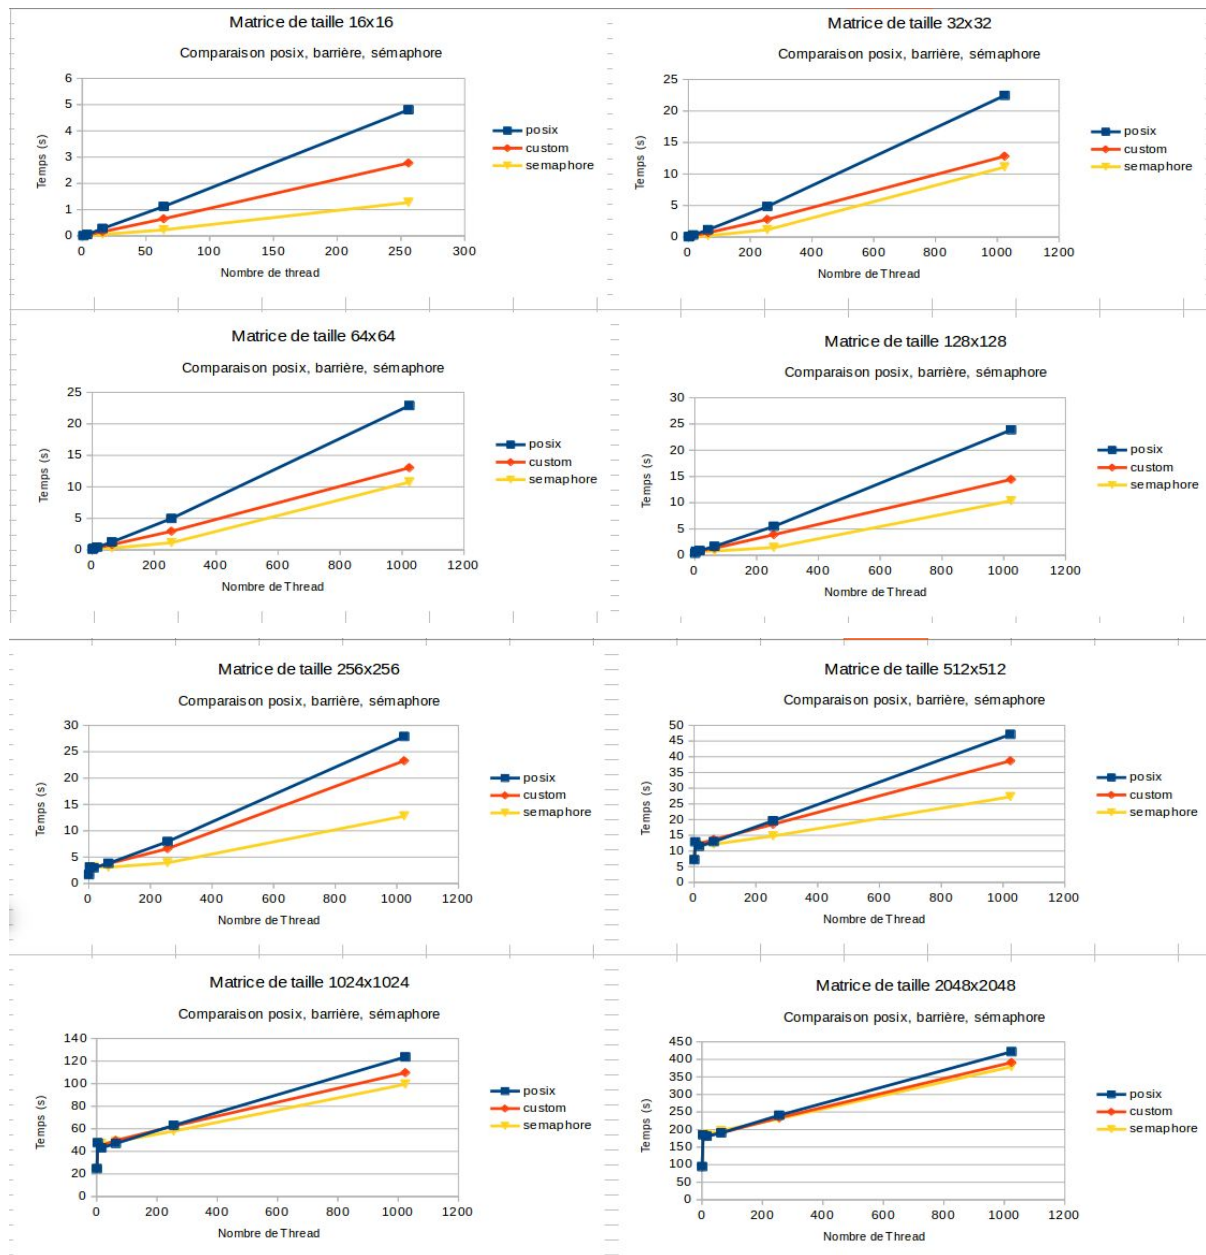 Matrice de taille 16x16
Comparaison posix, barrière, sémaphore
Temps (s)
6
5
4
3
2
1
0
0 50 100 150 200 250 300
Nombre de thread
posix
custom
semaphore
Matrice de taille 32x32
Comparaison posix, barrière, sémaphore
Temps (s)
25
20
15
10
5
0
0 200 400 600 800 1000 1200
Nombre de Thread
posix
custom
semaphore
Matrice de taille 64x64
Comparaison posix, barrière, sémaphore
Temps (s)
25
20
15
10
5
0
0 200 400 600 800 1000 1200
Nombre de Thread
posix
custom
semaphore
Matrice de taille 128x128
Comparaison posix, barrière, sémaphore
Temps (s)
30
25
20
15
10
5
0
0 200 400 600 800 1000 1200
Nombre de Thread
posix
custom
semaphore
Matrice de taille 256x256
Comparaison posix, barrière, sémaphore
Temps (s)
30
25
20
15
10
5
0
0 200 400 600 800 1000 1200
Nombre de Thread
posix
custom
semaphore
Matrice de taille 512x512
Comparaison posix, barrière, sémaphore
Temps (s)
50
45
40
35
30
25
20
15
10
5
0
0 200 400 600 800 1000 1200
Nombre de Thread
posix
custom
semaphore
Matrice de taille 1024x1024
Comparaison posix, barrière, sémaphore
Temps (s)
140
120
100
80
60
40
20
0
0 200 400 600 800 1000 1200
Nombre de Thread
posix
custom
semaphore
Matrice de taille 2048x2048
Comparaison posix, barrière, sémaphore
Temps (s)
450
400
350
300
250
200
150
100
50
0
0 200 400 600 800 1000 1200
Nombre de Thread
posix
custom
semaphore